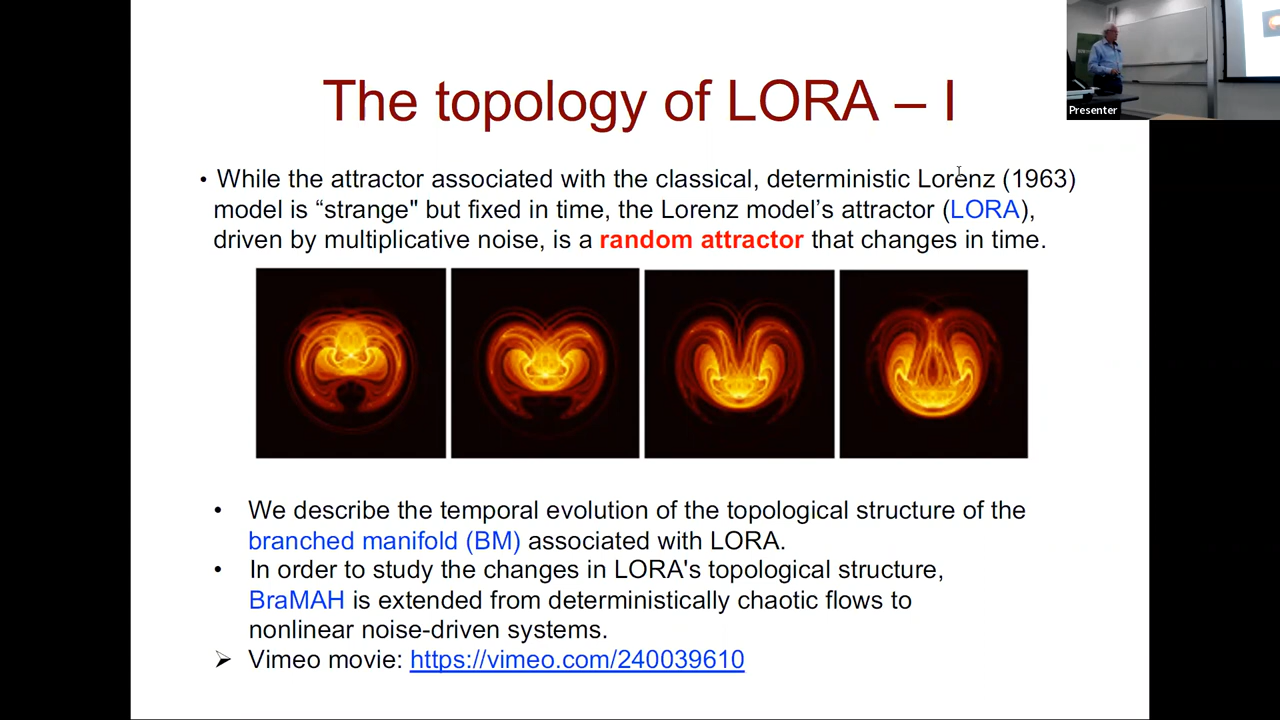 The topology of LORA – I
Presenter
• While the attractor associated with the classical, deterministic Lorenz (1963)
model is “strange" but fixed in time, the Lorenz model’s attractor (LORA),
driven by multiplicative noise, is a random attractor that changes in time.
• We describe the temporal evolution of the topological structure of the
branched manifold (BM) associated with LORA.
• In order to study the changes in LORA's topological structure,
BraMAH is extended from deterministically chaotic flows to
nonlinear noise-driven systems.
➢ Vimeo movie: https://vimeo.com/240039610